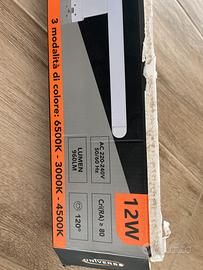 3 modalità di colore: 6500K - 3000K - 4500K
LUMEN
960LM
AC 220-240V
50/60 Hz
120°
Cri(RA) ≥ 80
12W
UNIVERSO